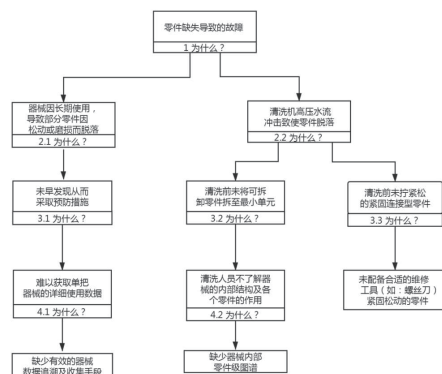 零件缺失导致的故障
1 为什么？
器械因长期使用，
导致部分零件因
松动或磨损而脱落
2.1 为什么？
清洗机高压水流
冲击致使零件脱落
2.2 为什么？
未早发现从而
采取预防措施
3.1 为什么？
清洗前未将可拆
卸零件拆至最小单元
3.2 为什么？
清洗前未拧紧松
的紧固连接型零件
3.3 为什么？
难以获取单把
器械的详细使用数据
4.1 为什么？
清洗人员不了解器
械的内部结构及各
个零件的作用
4.2 为什么？
未配备合适的维修
工具（如：螺丝刀）
紧固松动的零件
缺少有效的器械
数据追溯及收集手段
缺少器械内部
零件级图谱